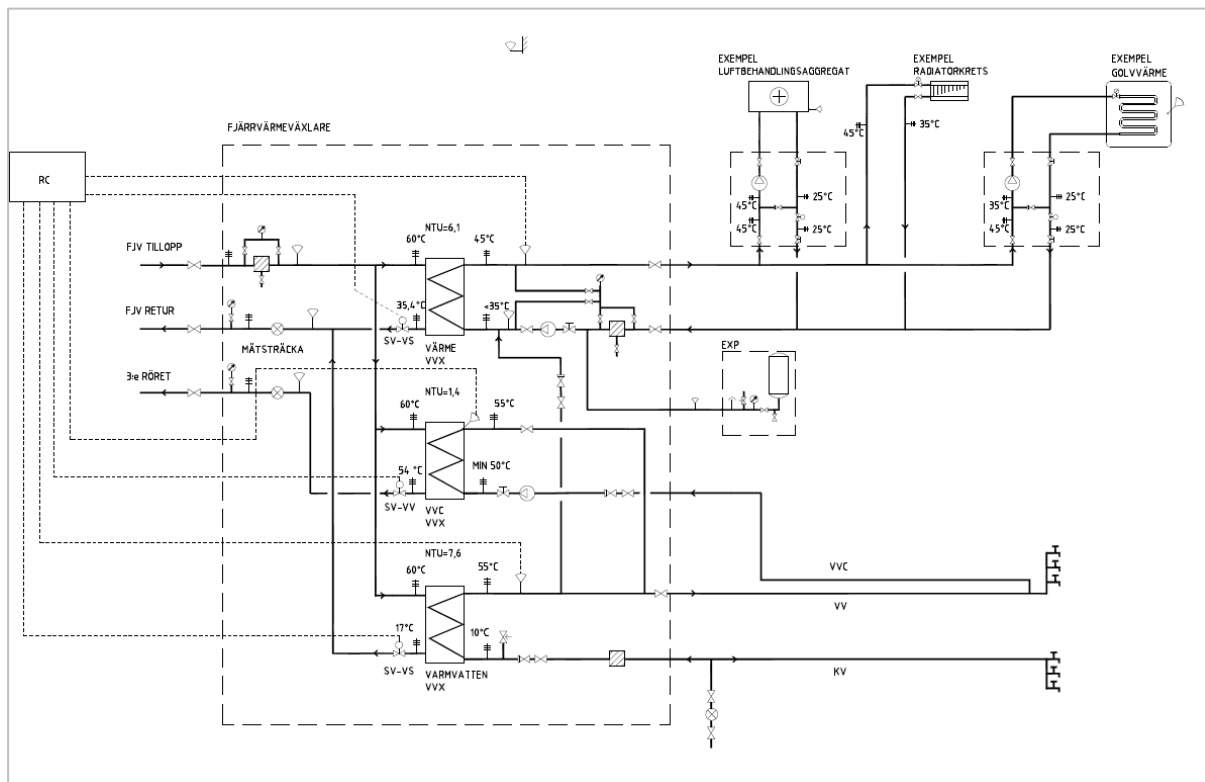 EXEMPEL
LUFTBEHANDLINGSAGGREGAT
EXEMPEL
RADIATORKRETS
EXEMPEL
GOLVVÄRME
FJÄRRVÄRMEVÄXLARE
RC
45°C
35°C
45°C
25°C
45°C
25°C
35°C
25°C
45°C
25°C
FJV TILLOPP
60°C
NTU=6,1
45°C
FJV RETUR
35,4°C
<35°C
SV-VS
VÄRME
VVX
MÄTSTRÄCKA
3:e RÖRET
EXP
NTU=1,4
60°C
55°C
54 °C
MIN 50°C
SV-VV
VVC
VVX
NTU=7,6
60°C
55°C
VVC
VV
17°C
10°C
SV-VS
VARMVATTEN
VVX
KV